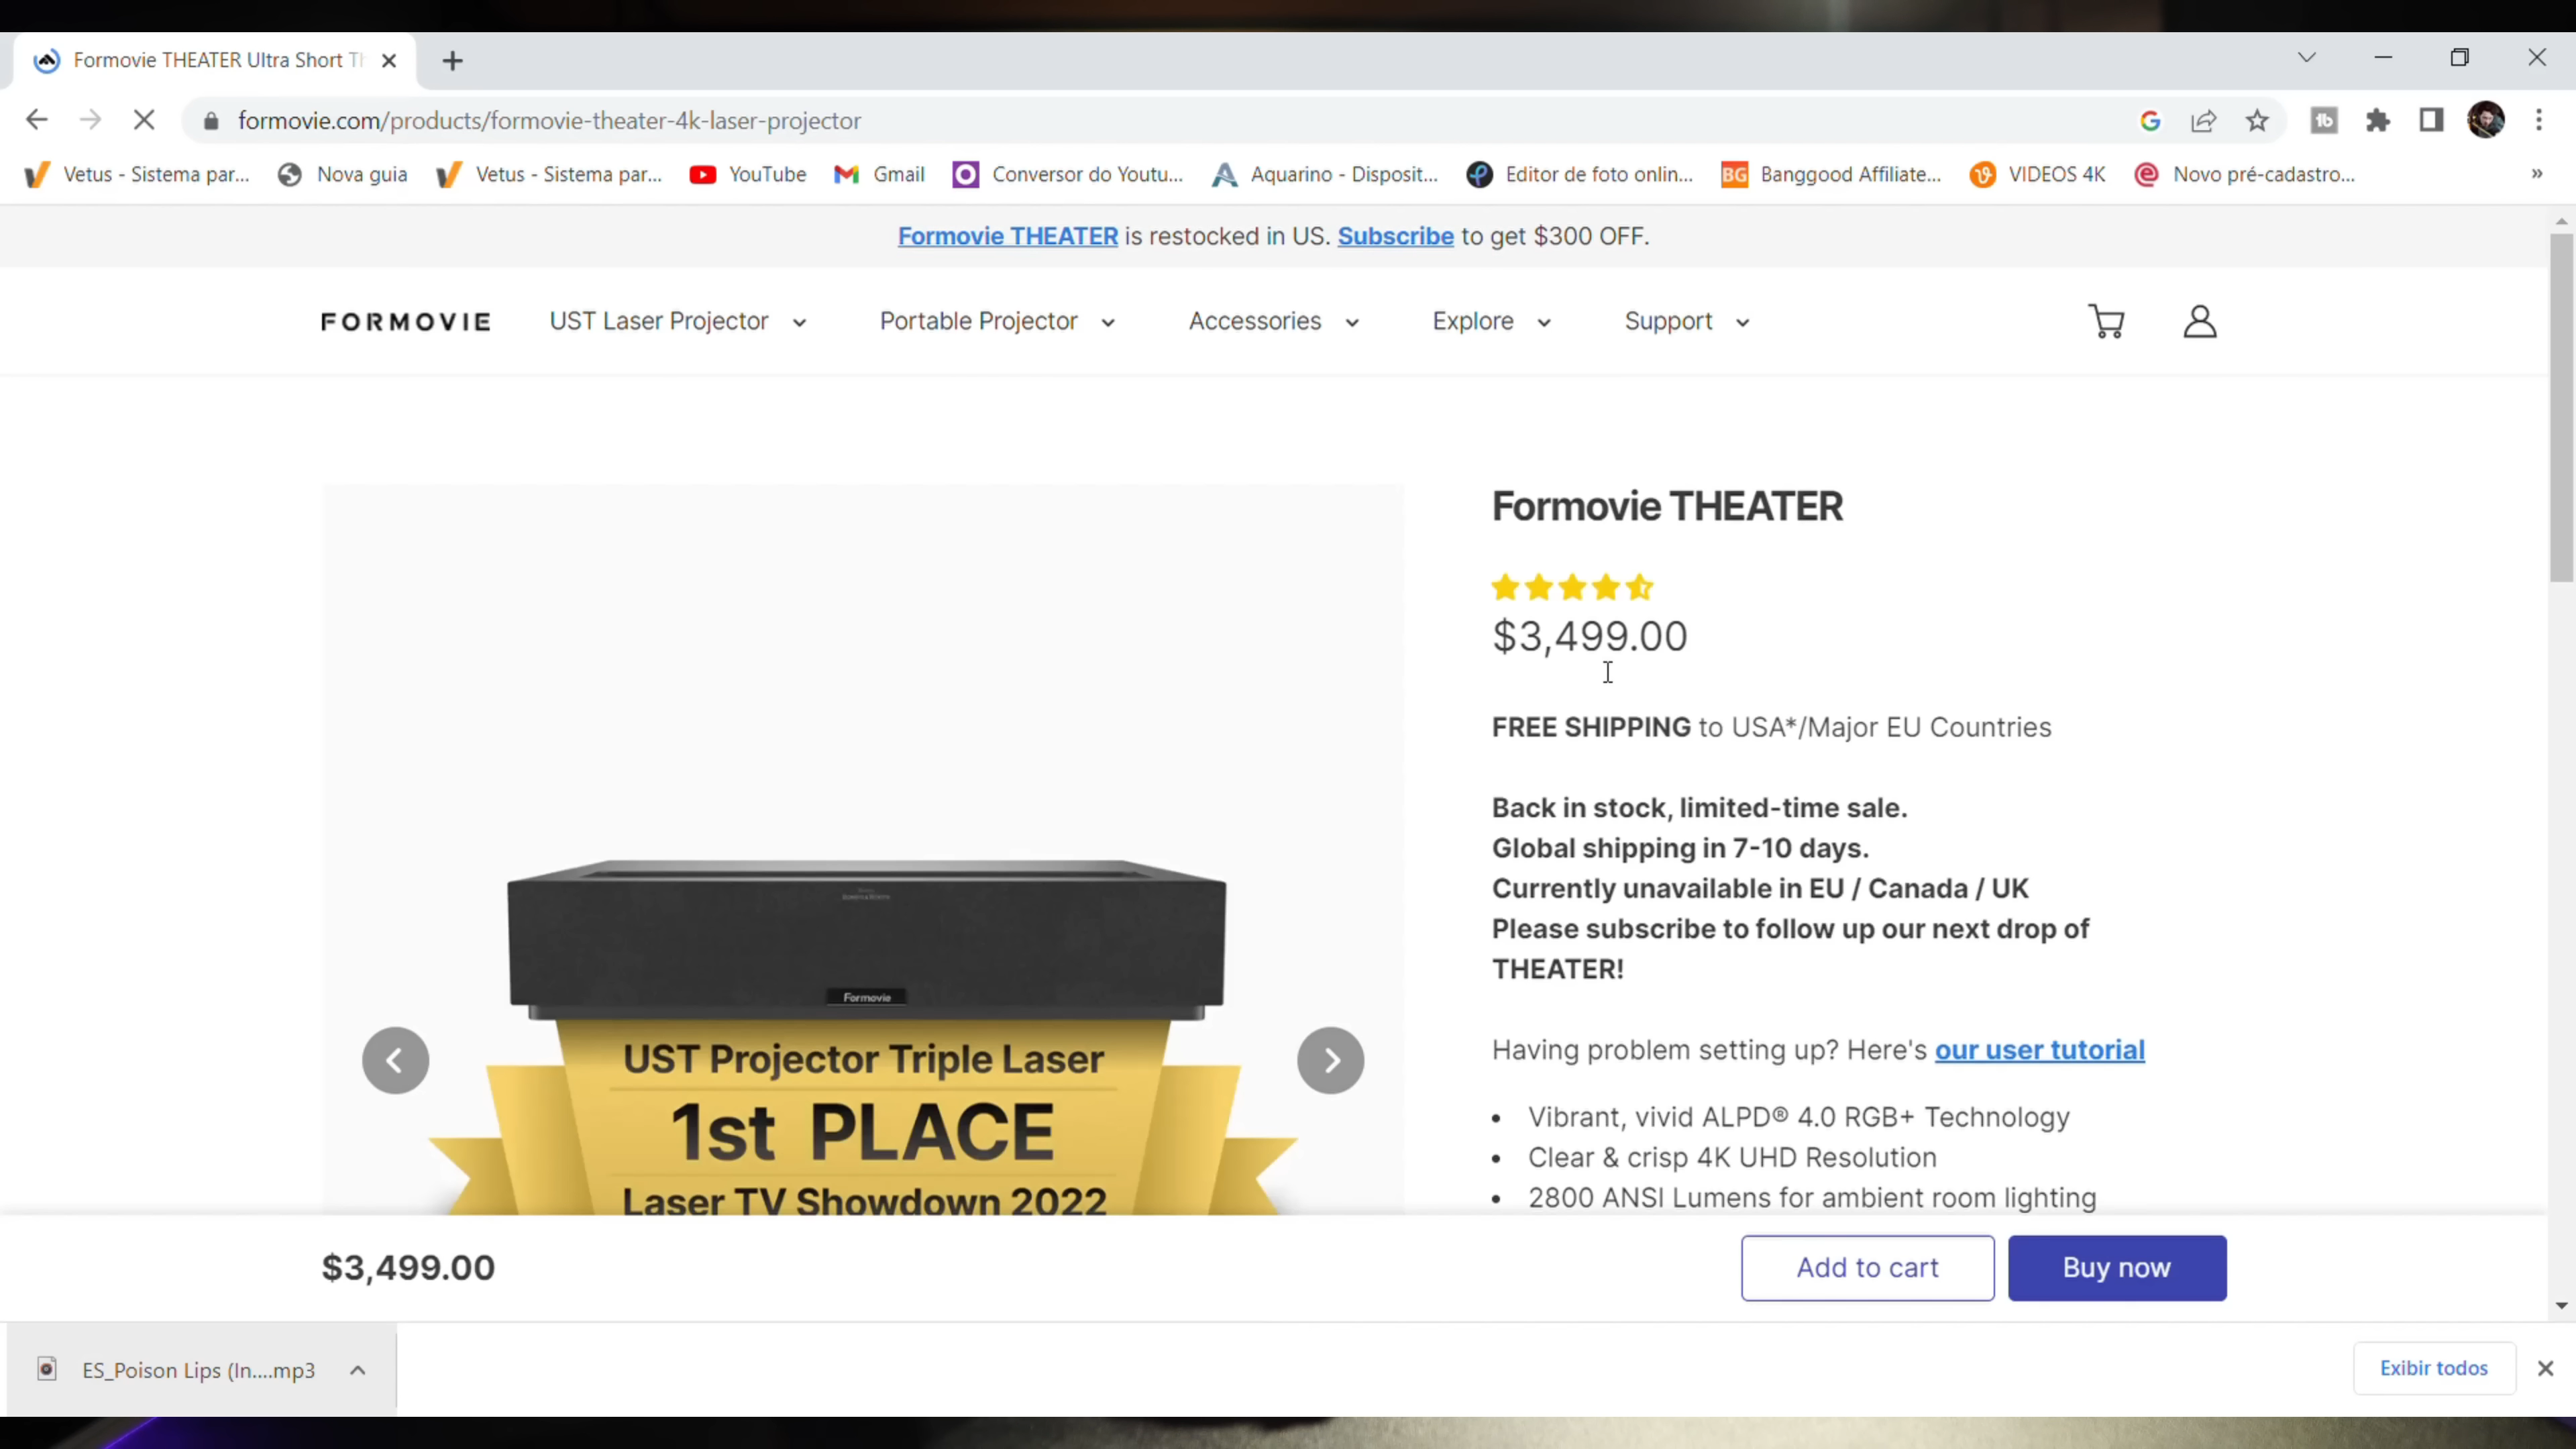 Formovie THEATER Ultra Short Th
formovie.com/products/formovie-theater-4k-laser-projector
Vetus - Sistema par...
Nova guia
Vetus - Sistema par...
YouTube
Gmail
Conversor do Youtu...
Aquarino - Disposit...
Editor de foto onlin...
BG Banggood Affiliate...
VIDEOS 4K
Novo pré-cadastro...
Formovie THEATER is restocked in US. Subscribe to get $300 OFF.
FORMOVIE
UST Laser Projector
Portable Projector
Accessories
Explore
Support
Formovie THEATER
$3,499.00
FREE SHIPPING to USA*/Major EU Countries
Back in stock, limited-time sale.
Global shipping in 7-10 days.
Currently unavailable in EU / Canada / UK
Please subscribe to follow up our next drop of
THEATER!
Having problem setting up? Here's our user tutorial
• Vibrant, vivid ALPD® 4.0 RGB+ Technology
• Clear & crisp 4K UHD Resolution
• 2800 ANSI Lumens for ambient room lighting
Formovie
UST Projector Triple Laser
1st PLACE
Laser TV Showdown 2022
$3,499.00
Add to cart
Buy now
ES_Poison Lips (In....mp3
Exibir todos